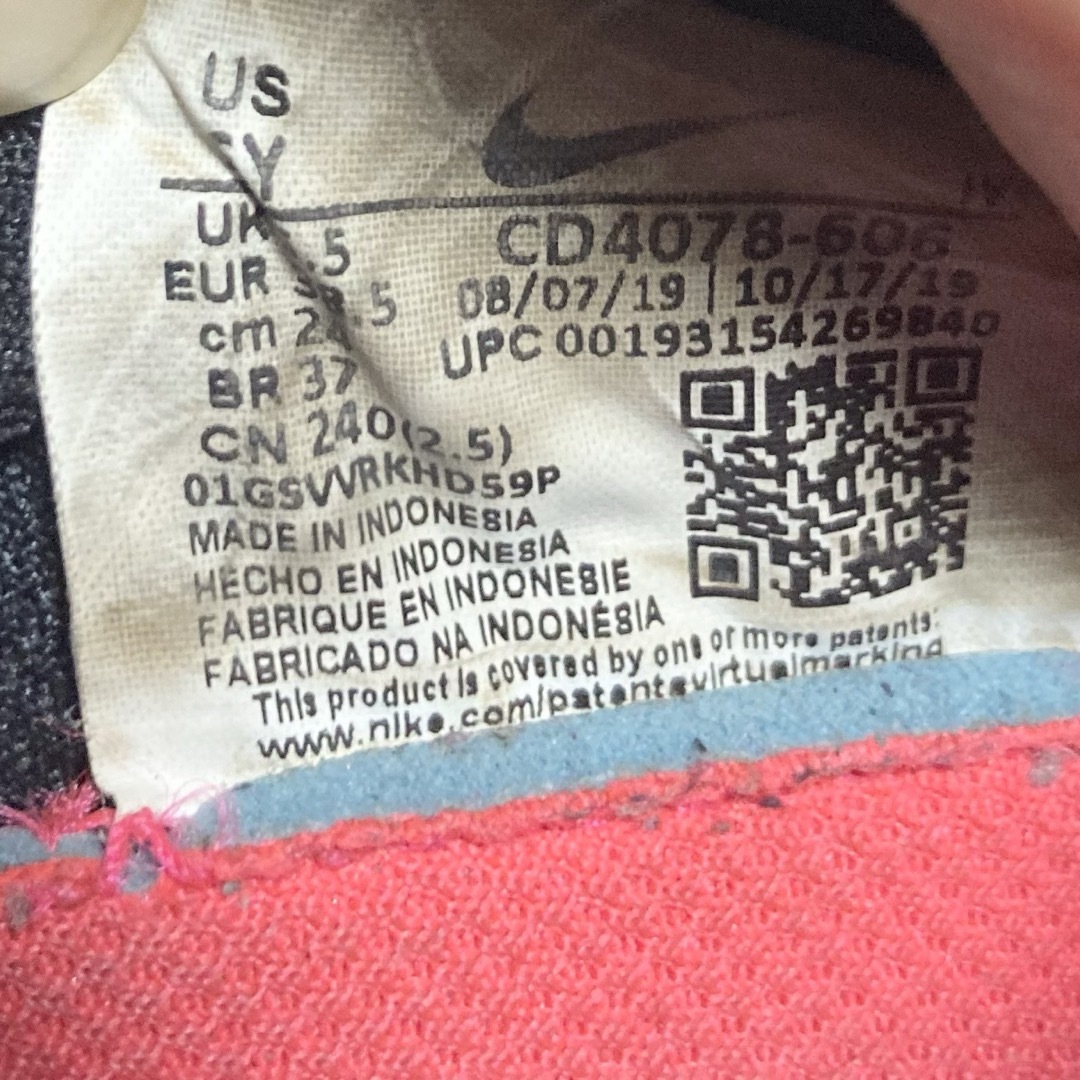 US
UK
EUR
cm
BR 37
CN 240(2.5)
CD4078-606
08/07/19 | 10/17/19
UPC 00193154269840
01GSVVRKHD59P
MADE IN INDONESIA
HECHO EN INDONESIA
FABRIQUE EN INDONESIE
FABRICADO NA INDONÉSIA
This product is covered by one or more patents:
www.nike.com/patentsvirtualmarking